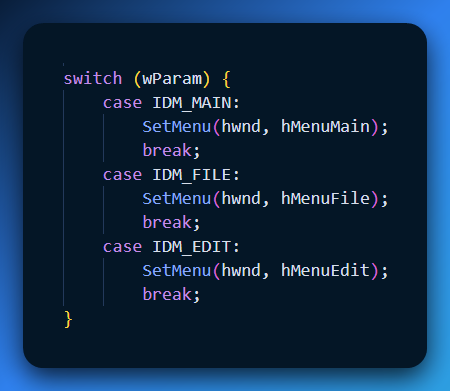 switch (wParam) {
    case IDM_MAIN:
        SetMenu(hwnd, hMenuMain);
        break;
    case IDM_FILE:
        SetMenu(hwnd, hMenuFile);
        break;
    case IDM_EDIT:
        SetMenu(hwnd, hMenuEdit);
        break;
}